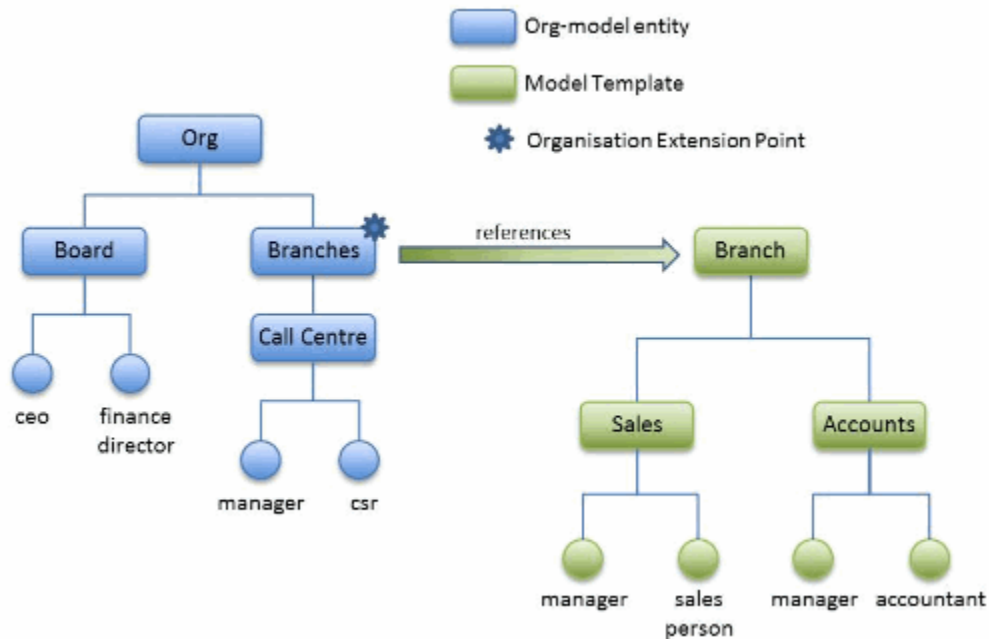 Org-model entity
Model Template
Organisation Extension Point
Org
Board
Branches
references
Branch
Call Centre
ceo
finance
director
manager
csr
Sales
Accounts
manager
sales
person
manager
accountant